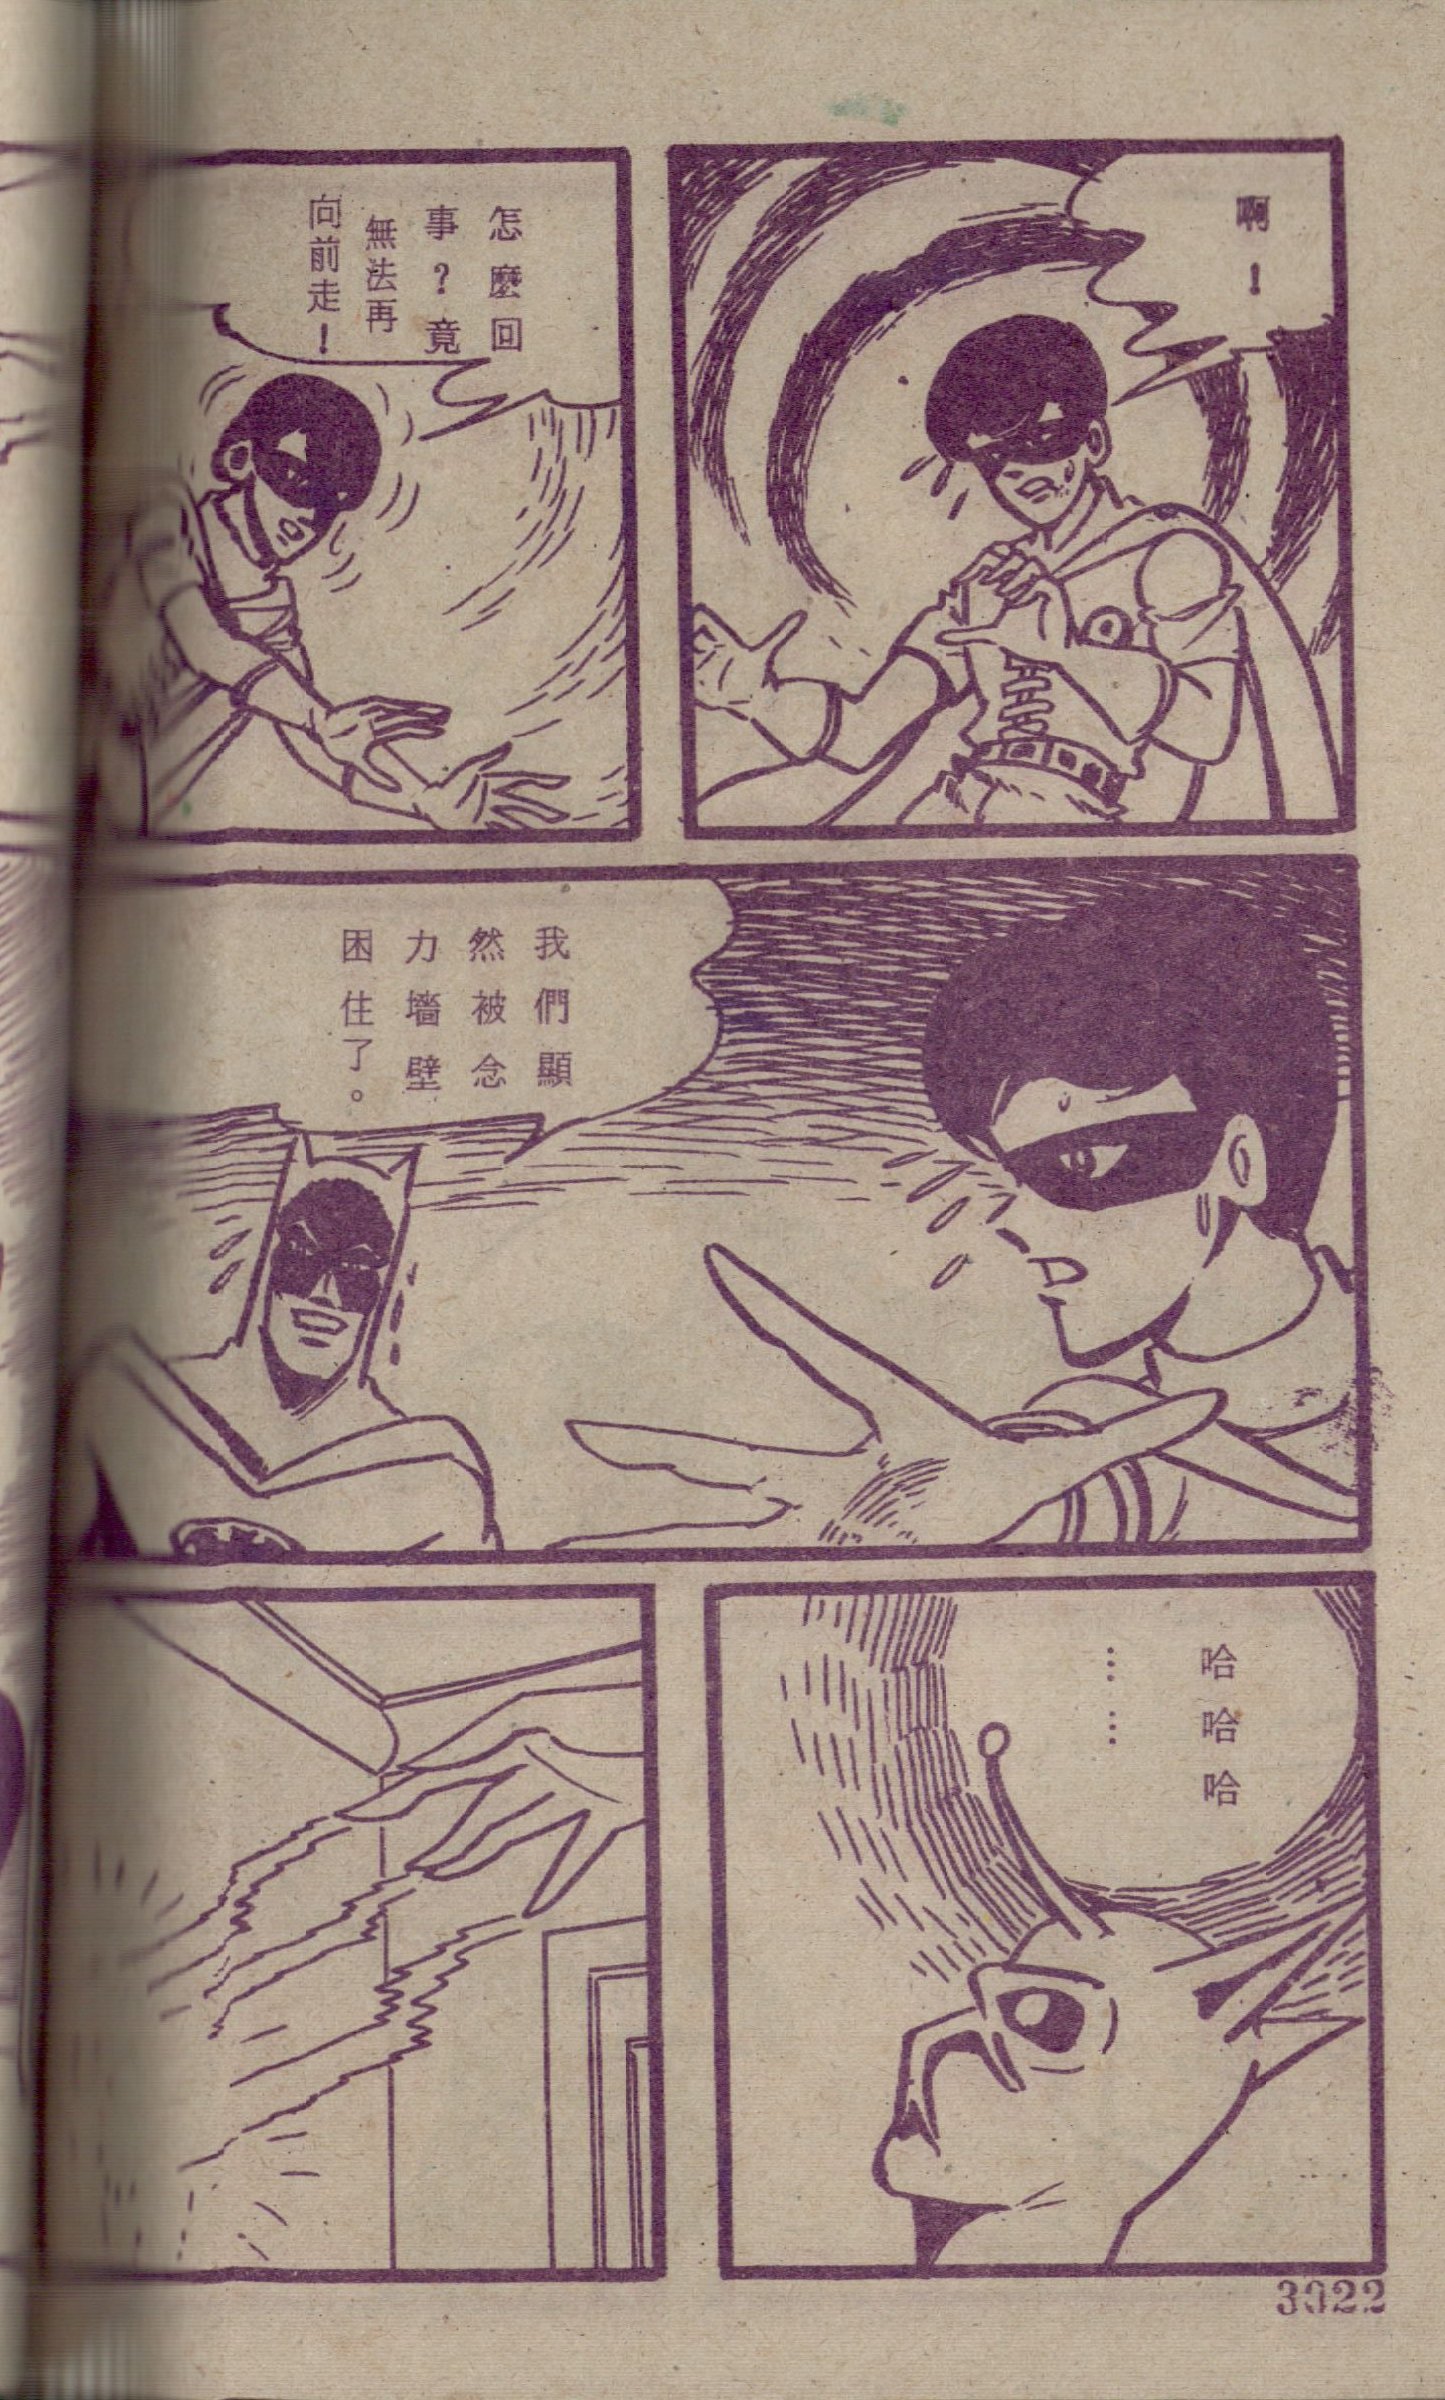 啊！
怎麼回
事？竟
無法再
向前走！
我們顯
然被念
力墻壁
困住了。
哈哈哈
……
3022